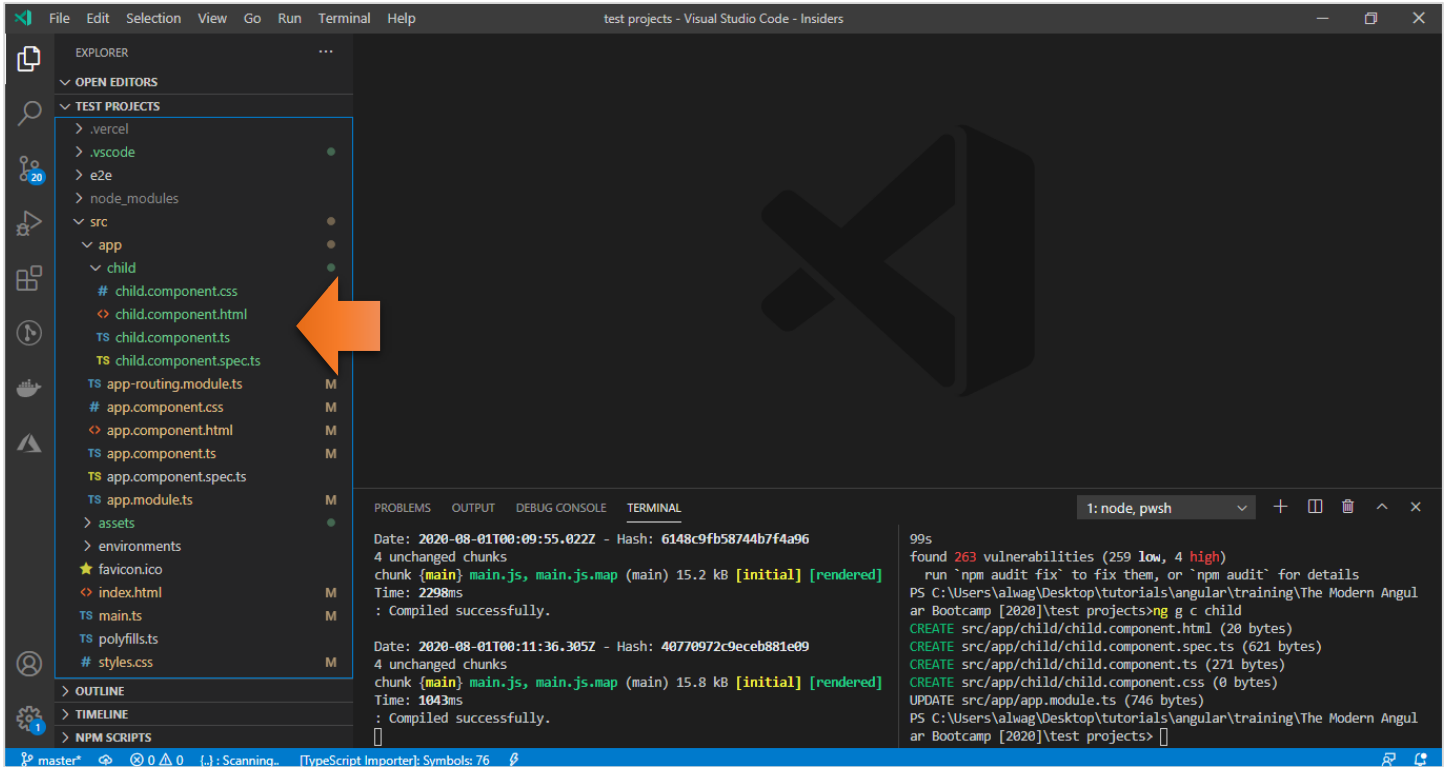 File Edit Selection View Go Run Terminal Help
test projects - Visual Studio Code - Insiders
EXPLORER
OPEN EDITORS
TEST PROJECTS
.vercel
.vscode
e2e
node_modules
src
app
child
# child.component.css
<> child.component.html
TS child.component.ts
TS child.component.spec.ts
TS app-routing.module.ts M
# app.component.css M
<> app.component.html M
TS app.component.ts M
TS app.component.spec.ts
TS app.module.ts M
assets
environments
favicon.ico
<> index.html M
TS main.ts M
TS polyfills.ts
# styles.css M
OUTLINE
TIMELINE
NPM SCRIPTS
20
1
PROBLEMS OUTPUT DEBUG CONSOLE TERMINAL
1: node, pwsh
Date: 2020-08-01T00:09:55.022Z - Hash: 6148c9fb58744b7f4a96
4 unchanged chunks
chunk {main} main.js, main.js.map (main) 15.2 kB [initial] [rendered]
Time: 2298ms
: Compiled successfully.
Date: 2020-08-01T00:11:36.305Z - Hash: 40770972c9eceb881e09
4 unchanged chunks
chunk {main} main.js, main.js.map (main) 15.8 kB [initial] [rendered]
Time: 1043ms
: Compiled successfully.
99s
found 263 vulnerabilities (259 low, 4 high)
run `npm audit fix` to fix them, or `npm audit` for details
PS C:\Users\alwag\Desktop\tutorials\angular\training\The Modern Angul
ar Bootcamp [2020]\test projects>ng g c child
CREATE src/app/child/child.component.html (20 bytes)
CREATE src/app/child/child.component.spec.ts (621 bytes)
CREATE src/app/child/child.component.ts (271 bytes)
CREATE src/app/child/child.component.css (0 bytes)
UPDATE src/app/app.module.ts (746 bytes)
PS C:\Users\alwag\Desktop\tutorials\angular\training\The Modern Angul
ar Bootcamp [2020]\test projects>
master* 0 0 {..} : Scanning.. [TypeScript Importer]: Symbols: 76